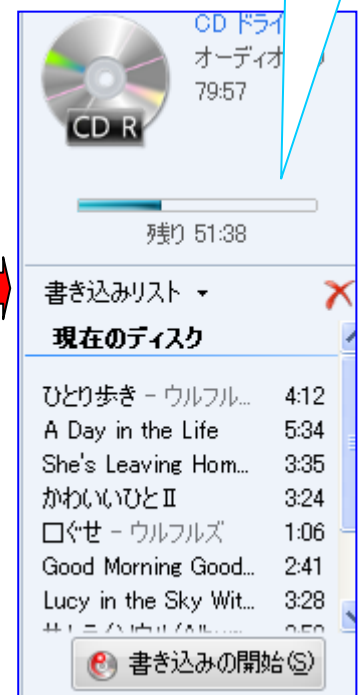 CD ドライ
オーディオ
79:57
CD R
残り 51:38
書き込みリスト
現在のディスク
ひとり歩き - ウルフル... 4:12
A Day in the Life 5:34
She's Leaving Hom... 3:35
かわいいひとⅡ 3:24
口ぐせ - ウルフルズ 1:06
Good Morning Good... 2:41
Lucy in the Sky Wit... 3:28
書き込みの開始(S)